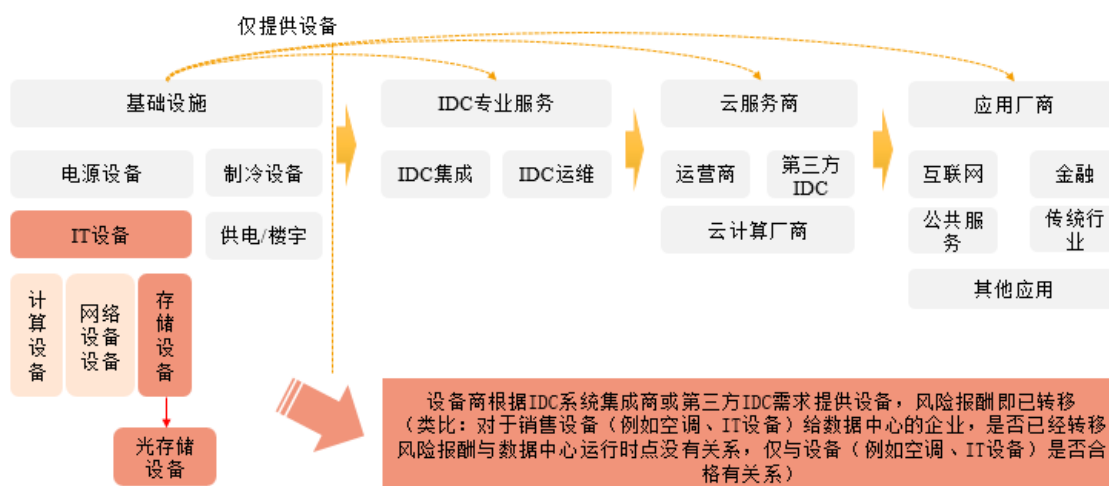 仅提供设备
基础设施
IDC专业服务
云服务商
应用厂商
电源设备
制冷设备
IDC集成
IDC运维
运营商
第三方
IDC
互联网
金融
IT设备
供电/楼宇
云计算厂商
公共服
务
传统行
业
其他应用
计算设备
网络
设备
设备
存储设备
光存储
设备
设备商根据IDC系统集成商或第三方IDC需求提供设备，风险报酬即已转移
（类比：对于销售设备（例如空调、IT设备）给数据中心的企业，是否已经转移
风险报酬与数据中心运行时点没有关系，仅与设备（例如空调、IT设备）是否合
格有关系）